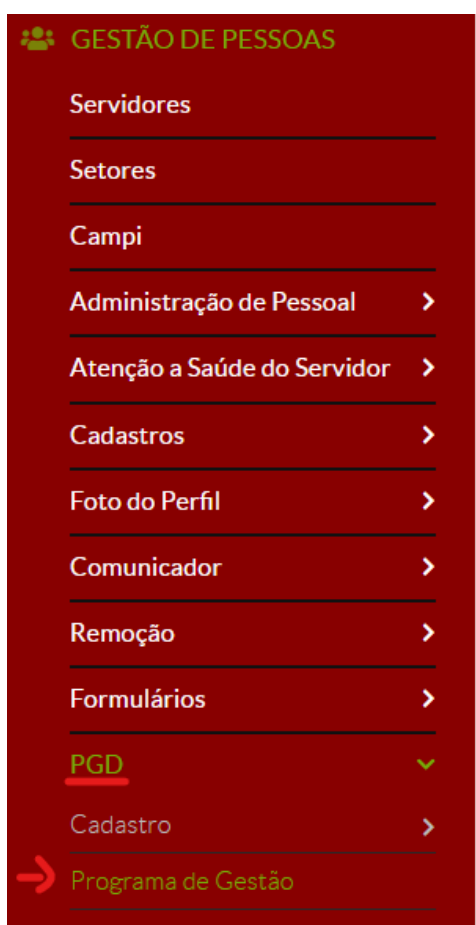 GESTÃO DE PESSOAS
Servidores
Setores
Campi
Administração de Pessoal
Atenção a Saúde do Servidor
Cadastros
Foto do Perfil
Comunicador
Remoção
Formulários
PGD
Cadastro
Programa de Gestão